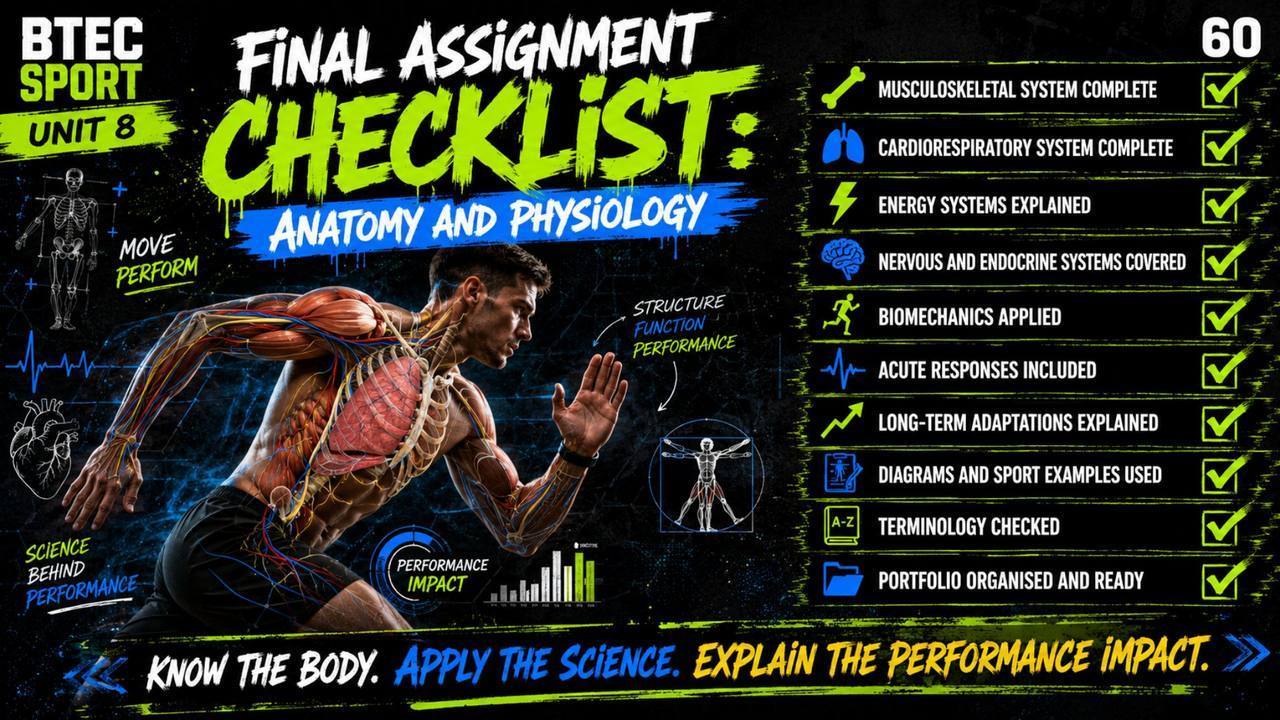 BTEC
SPORT
UNIT 8
FINAL ASSIGNMENT
CHECKLIST:
ANATOMY AND PHYSIOLOGY
MOVE
PERFORM
STRUCTURE
FUNCTION
PERFORMANCE
SCIENCE
BEHIND
PERFORMANCE
PERFORMANCE
IMPACT
60
MUSCULOSKELETAL SYSTEM COMPLETE
CARDIORESPIRATORY SYSTEM COMPLETE
ENERGY SYSTEMS EXPLAINED
NERVOUS AND ENDOCRINE SYSTEMS COVERED
BIOMECHANICS APPLIED
ACUTE RESPONSES INCLUDED
LONG-TERM ADAPTATIONS EXPLAINED
DIAGRAMS AND SPORT EXAMPLES USED
A-Z
TERMINOLOGY CHECKED
PORTFOLIO ORGANISED AND READY
KNOW THE BODY. APPLY THE SCIENCE. EXPLAIN THE PERFORMANCE IMPACT.